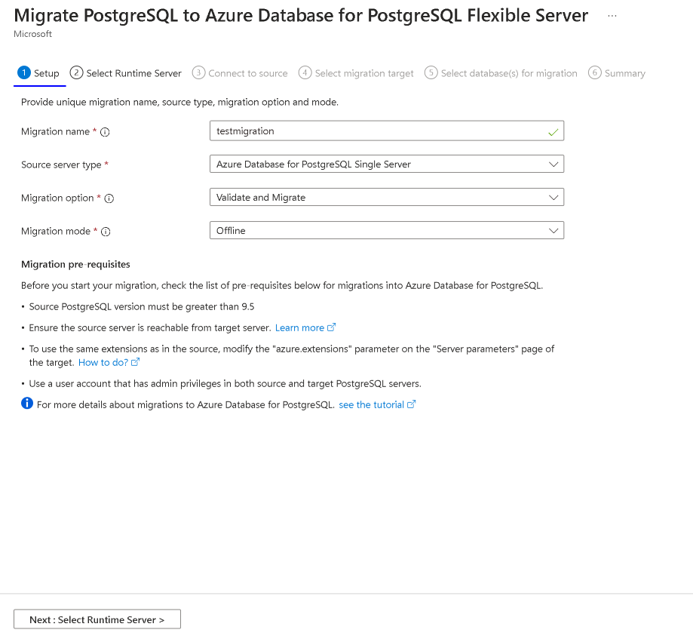 Migrate PostgreSQL to Azure Database for PostgreSQL Flexible Server ...
Microsoft
1 Setup 2 Select Runtime Server 3 Connect to source 4 Select migration target 5 Select database(s) for migration 6 Summary
Provide unique migration name, source type, migration option and mode.
Migration name * testmigration
Source server type * Azure Database for PostgreSQL Single Server
Migration option * Validate and Migrate
Migration mode * Offline
Migration pre-requisites
Before you start your migration, check the list of pre-requisites below for migrations into Azure Database for PostgreSQL.
• Source PostgreSQL version must be greater than 9.5
• Ensure the source server is reachable from target server. Learn more
• To use the same extensions as in the source, modify the "azure.extensions" parameter on the "Server parameters" page of
the target. How to do?
• Use a user account that has admin privileges in both source and target PostgreSQL servers.
For more details about migrations to Azure Database for PostgreSQL. see the tutorial
Next : Select Runtime Server >